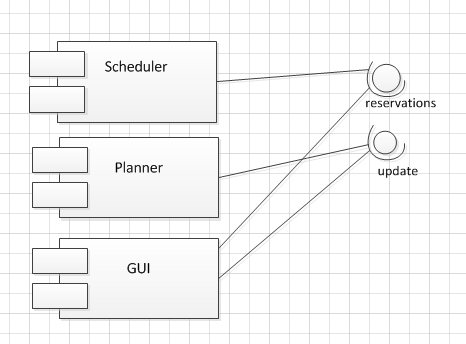 Scheduler
reservations
Planner
update
GUI